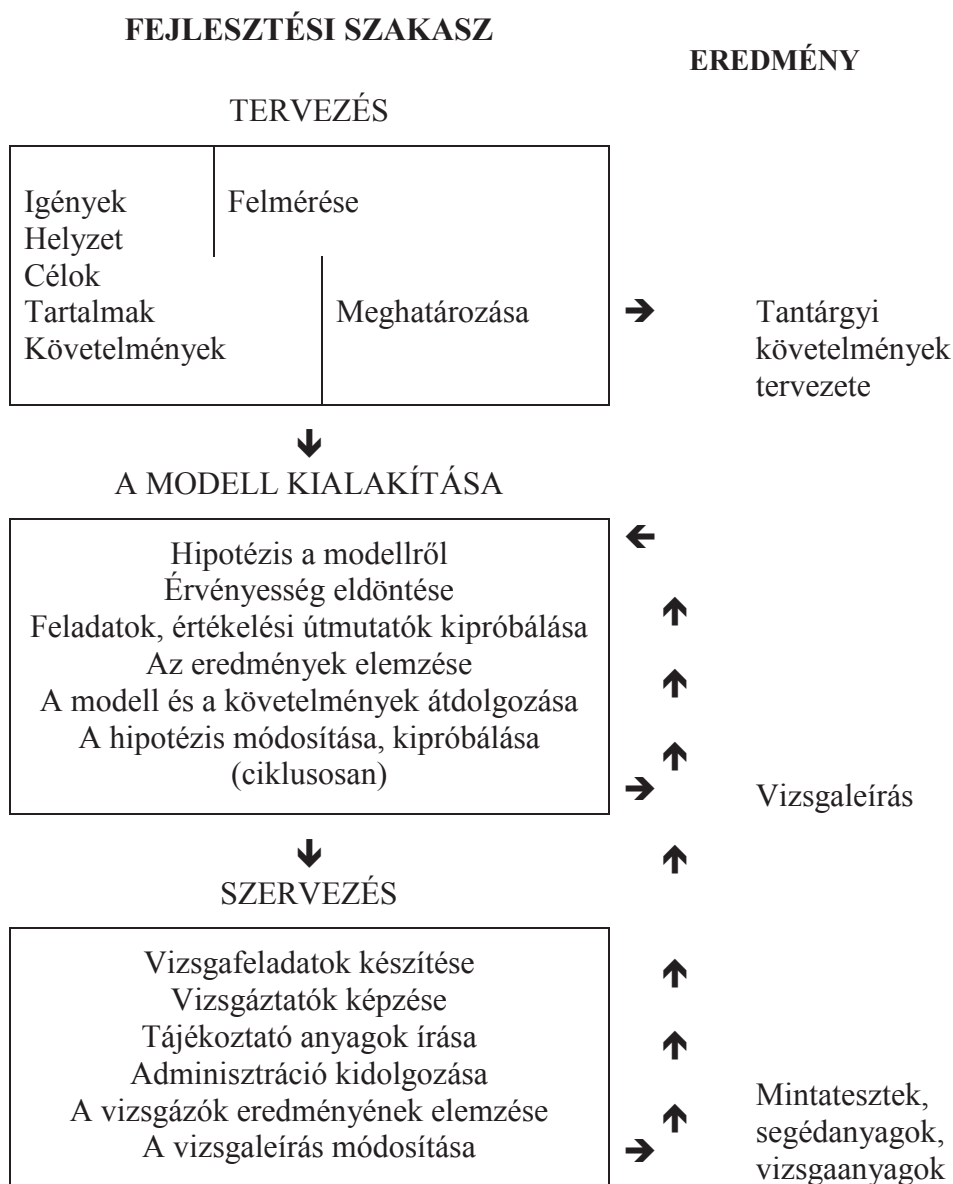 FEJLESZTÉSI SZAKASZ
EREDMÉNY
TERVEZÉS
Igények
Helyzet
Felmérése
Célok
Tartalmak
Követelmények
Meghatározása
Tantárgyi
követelmények
tervezete
A MODELL KIALAKÍTÁSA
Hipotézis a modellről
Érvényesség eldöntése
Feladatok, értékelési útmutatók kipróbálása
Az eredmények elemzése
A modell és a követelmények átdolgozása
A hipotézis módosítása, kipróbálása
(ciklusosan)
Vizsgaleírás
SZERVEZÉS
Vizsgafeladatok készítése
Vizsgáztatók képzése
Tájékoztató anyagok írása
Adminisztráció kidolgozása
A vizsgázók eredményének elemzése
A vizsgaleírás módosítása
Mintatesztek,
segédanyagok,
vizsgaanyagok